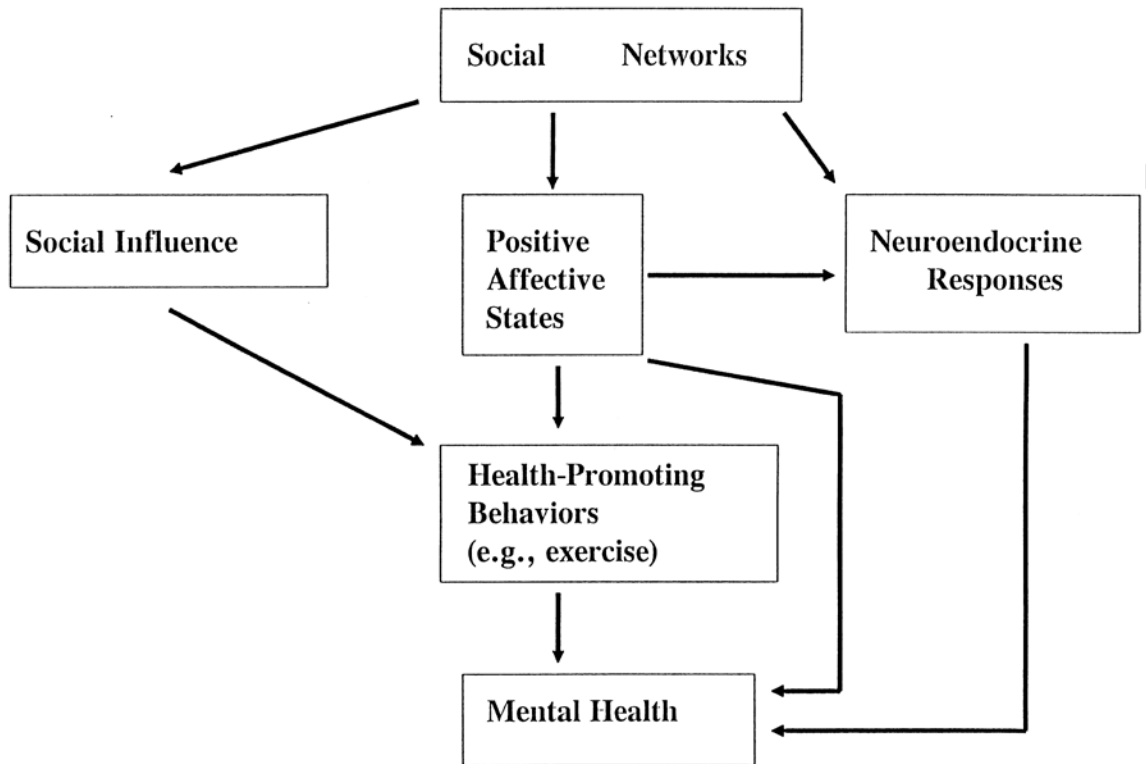 Social Networks
Social Influence
Positive
Affective
States
Neuroendocrine
Responses
Health-Promoting
Behaviors
(e.g., exercise)
Mental Health